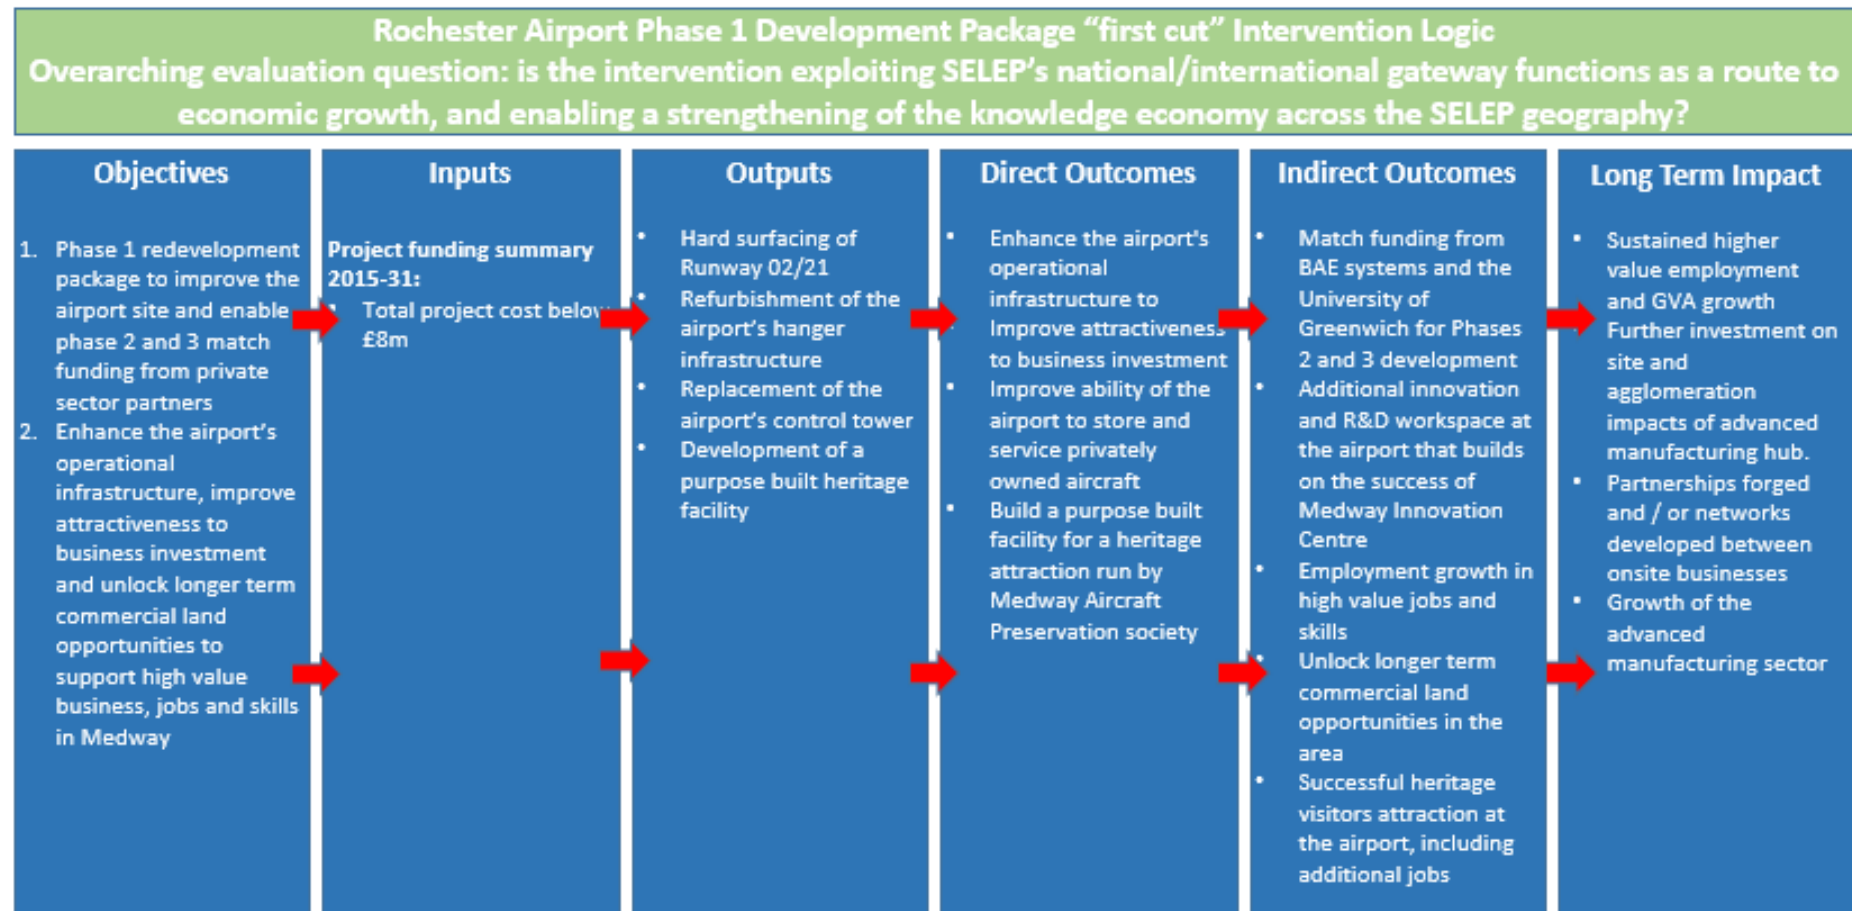 Rochester Airport Phase 1 Development Package “first cut” Intervention Logic
Overarching evaluation question: is the intervention exploiting SELEP’s national/international gateway functions as a route to
economic growth, and enabling a strengthening of the knowledge economy across the SELEP geography?
Objectives
1. Phase 1 redevelopment
package to improve the
airport site and enable
phase 2 and 3 match
funding from private
sector partners
2. Enhance the airport’s
operational
infrastructure, improve
attractiveness to
business investment
and unlock longer term
commercial land
opportunities to
support high value
business, jobs and skills
in Medway
Inputs
Project funding summary
2015-31:
• Total project cost below
£8m
Outputs
• Hard surfacing of
Runway 02/21
• Refurbishment of the
airport’s hanger
infrastructure
• Replacement of the
airport’s control tower
• Development of a
purpose built heritage
facility
Direct Outcomes
• Enhance the airport's
operational
infrastructure to
• Improve attractiveness
to business investment
• Improve ability of the
airport to store and
service privately
owned aircraft
• Build a purpose built
facility for a heritage
attraction run by
Medway Aircraft
Preservation society
Indirect Outcomes
• Match funding from
BAE systems and the
University of
Greenwich for Phases
2 and 3 development
• Additional innovation
and R&D workspace at
the airport that builds
on the success of
Medway Innovation
Centre
• Employment growth in
high value jobs and
skills
• Unlock longer term
commercial land
opportunities in the
area
• Successful heritage
visitors attraction at
the airport, including
additional jobs
Long Term Impact
• Sustained higher
value employment
and GVA growth
• Further investment on
site and
agglomeration
impacts of advanced
manufacturing hub.
• Partnerships forged
and / or networks
developed between
onsite businesses
• Growth of the
advanced
manufacturing sector